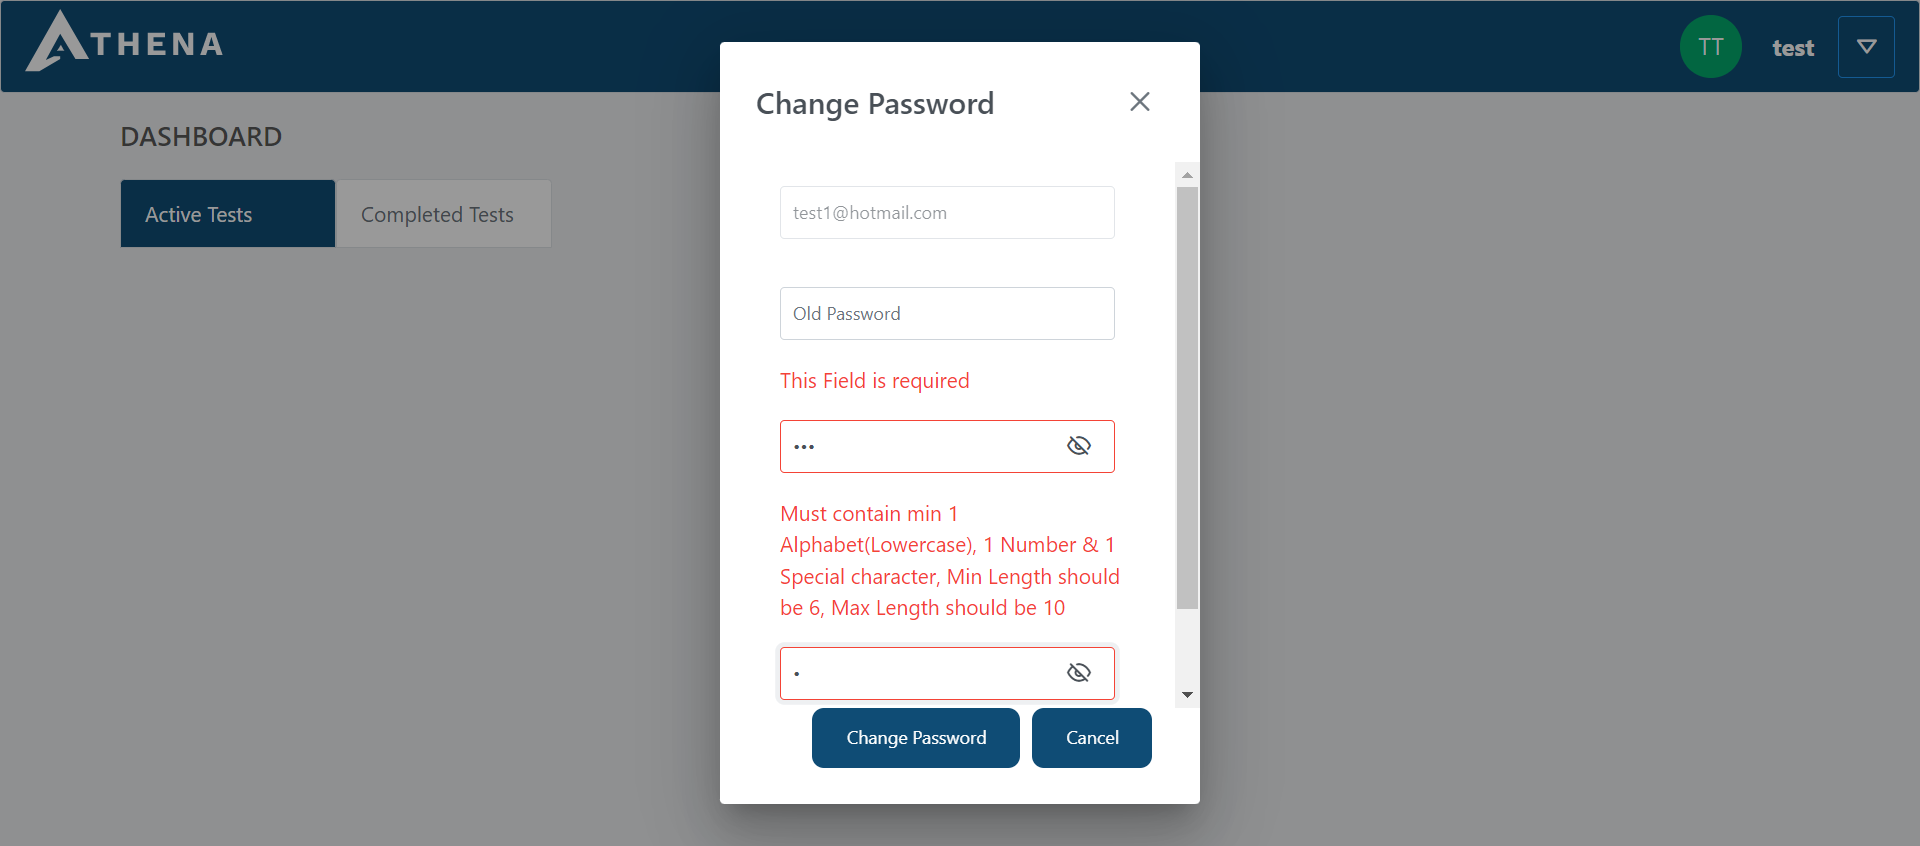 ATHENA
TT
test
DASHBOARD
Active Tests
Completed Tests
Change Password
test1@hotmail.com
Old Password
This Field is required
•••
Must contain min 1
Alphabet(Lowercase), 1 Number & 1
Special character, Min Length should
be 6, Max Length should be 10
•
Change Password
Cancel